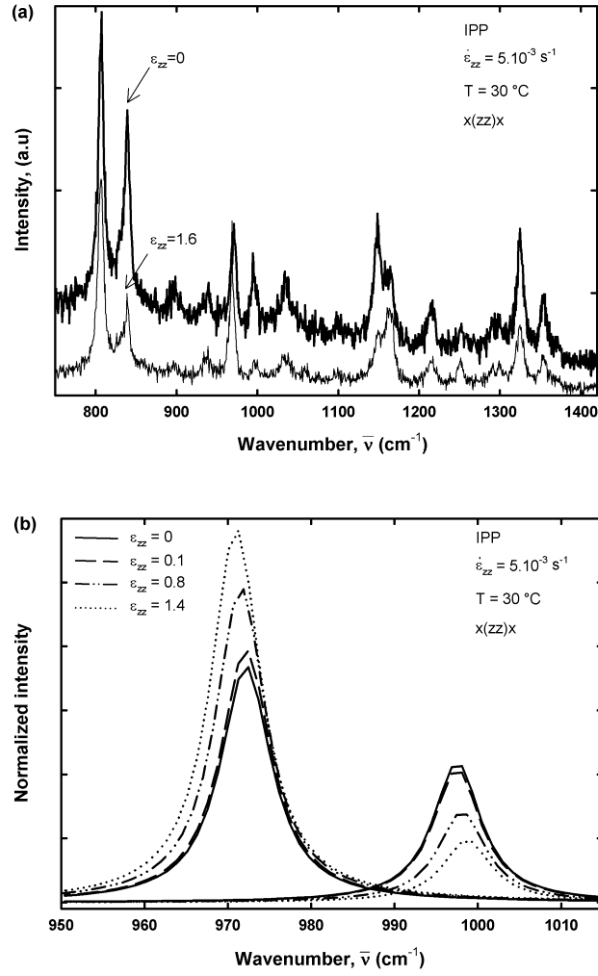 (a)
ε_zz=0
IPP
ε̇_zz = 5.10⁻³ s⁻¹
T = 30 °C
x(zz)x
Intensity, (a.u)
ε_zz=1.6
800 900 1000 1100 1200 1300 1400
Wavenumber, ν̅ (cm⁻¹)
(b)
ε_zz = 0
ε_zz = 0.1
ε_zz = 0.8
ε_zz = 1.4
IPP
ε̇_zz = 5.10⁻³ s⁻¹
T = 30 °C
x(zz)x
Normalized intensity
950 960 970 980 990 1000 1010
Wavenumber, ν̅ (cm⁻¹)